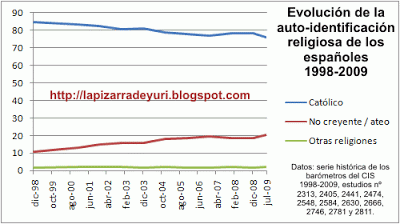 Evolución de la
auto-identificación
religiosa de los
españoles
1998-2009
90
80
70
60
50
40
30
20
10
0
http://lapizarradeyuri.blogspot.com
Católico
No creyente / ateo
Otras religiones
Datos: serie histórica de los
barómetros del CIS
1998-2009, estudios nº
2313, 2405, 2441, 2474,
2548, 2584, 2630, 2666,
2746, 2781 y 2811.
dic-98
oct-99
ago-00
jun-01
abr-02
feb-03
dic-03
oct-04
ago-05
jun-06
abr-07
feb-08
dic-08
jul-09